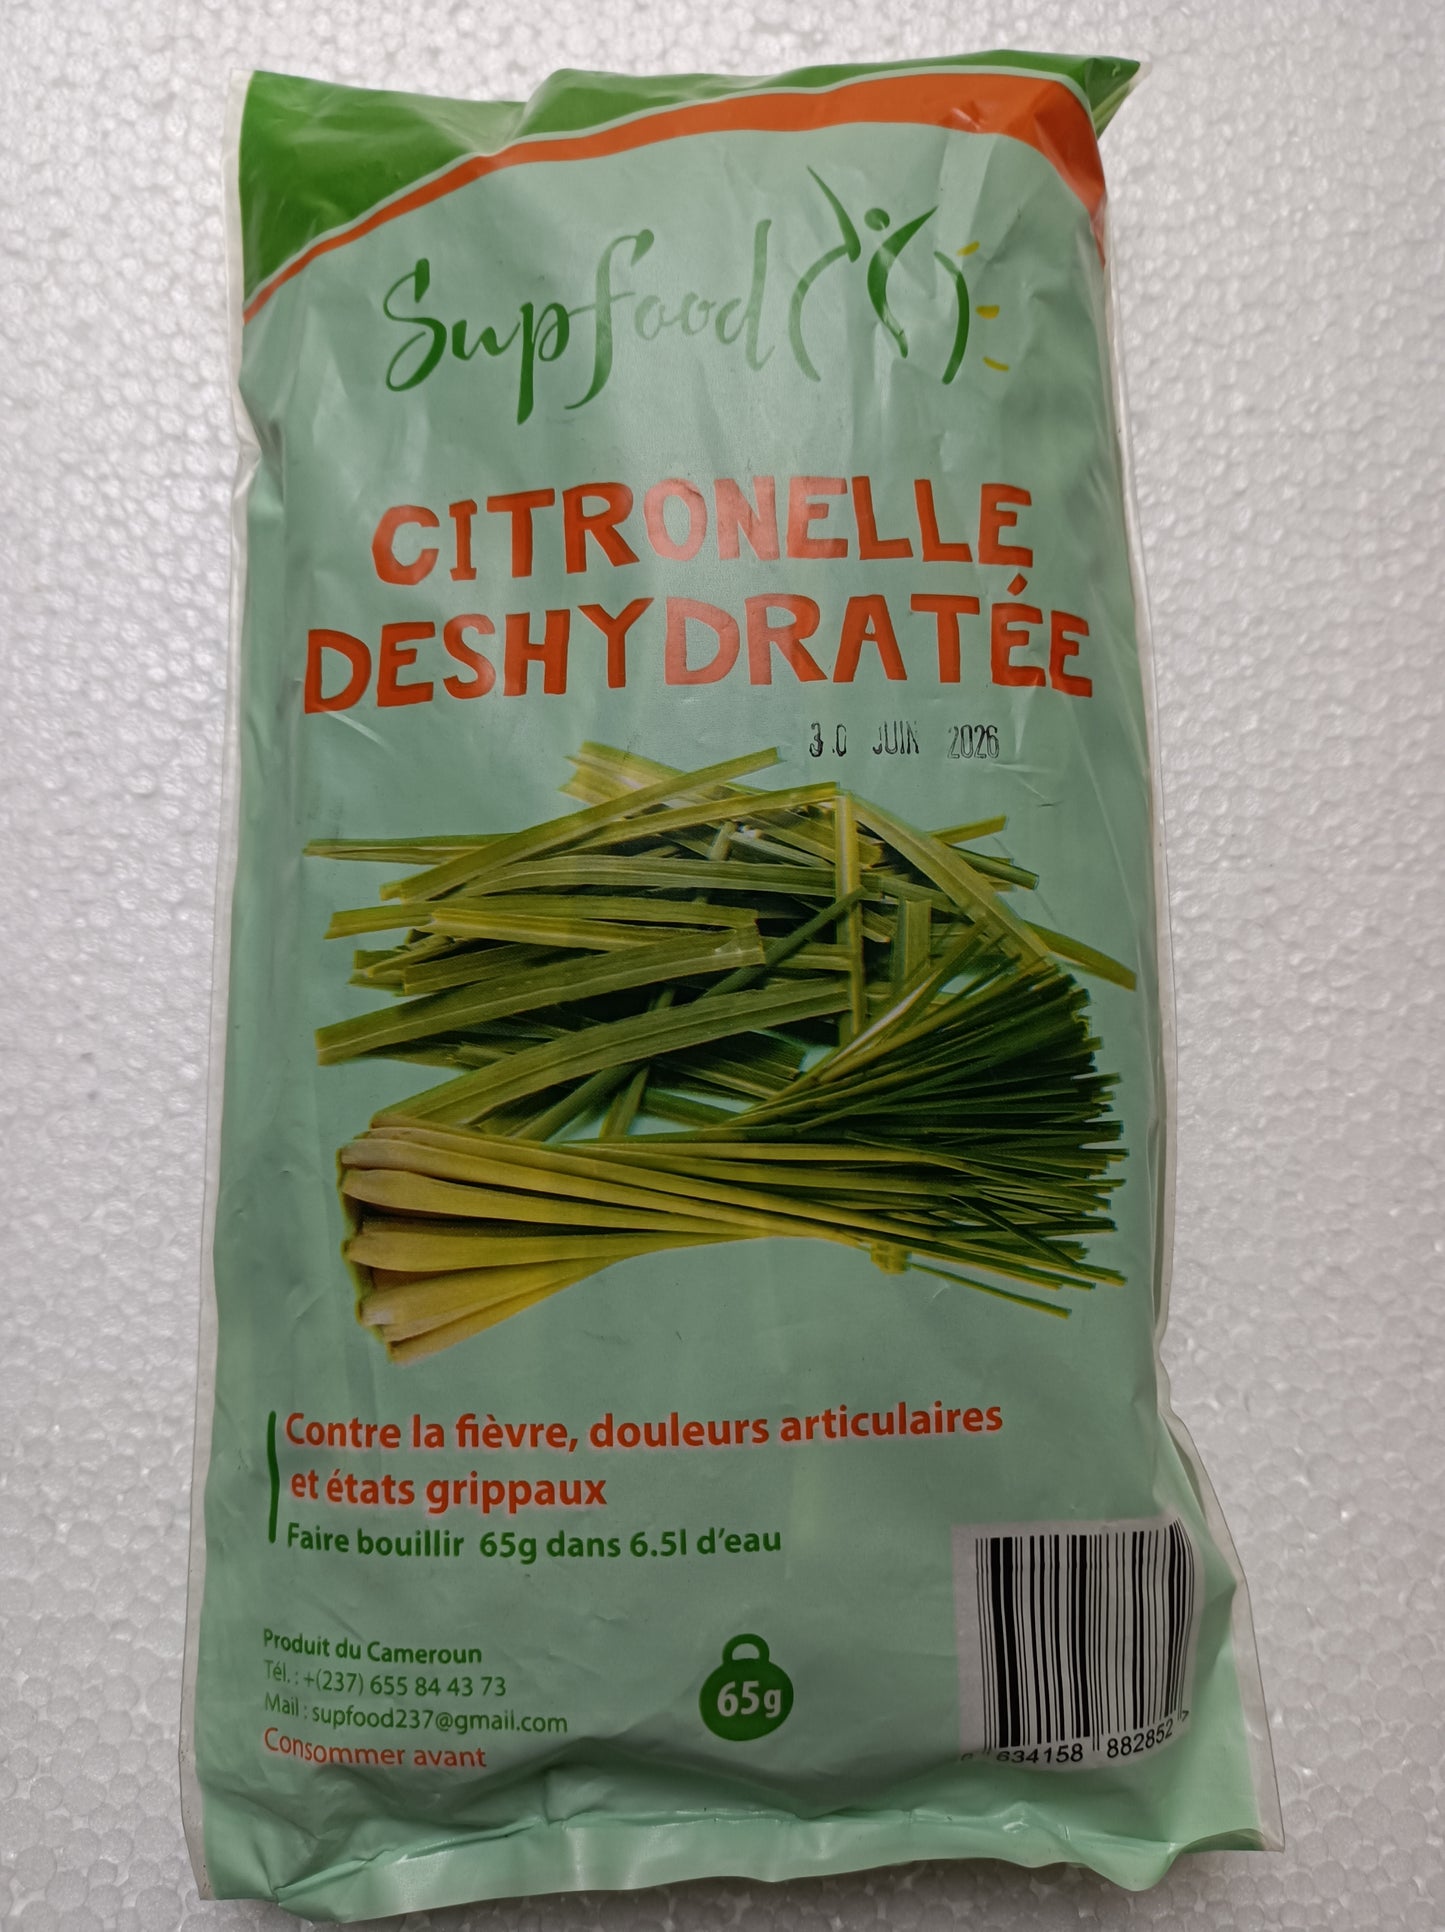 Supfood
CITRONELLE
DESHYDRATÉE
30 JUIN 2026
Contre la fièvre, douleurs articulaires
et états grippaux
Faire bouillir 65g dans 6.5l d'eau
Produit du Cameroun
Tél. : +(237) 655 84 43 73
Mail : supfood237@gmail.com
Consommer avant
65g
634158 882852 >